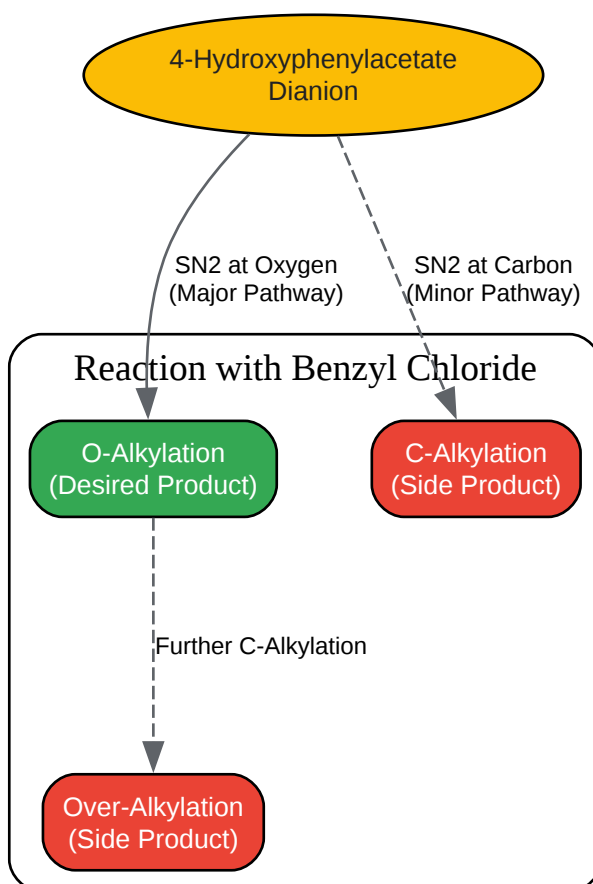 4-Hydroxyphenylacetate
Dianion
SN2 at Oxygen
(Major Pathway)
SN2 at Carbon
(Minor Pathway)
Reaction with Benzyl Chloride
O-Alkylation
(Desired Product)
C-Alkylation
(Side Product)
Further C-Alkylation
Over-Alkylation
(Side Product)